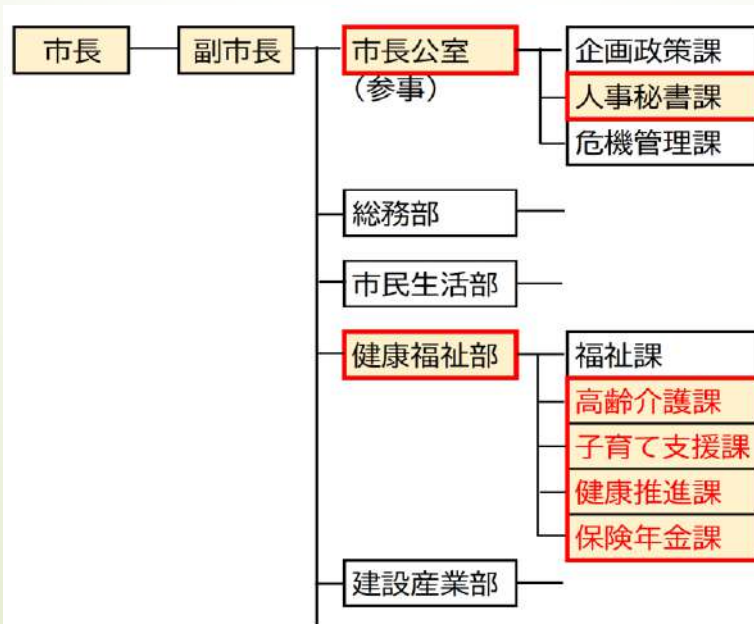 市長
副市長
市長公室
(参事)
企画政策課
人事秘書課
危機管理課
総務部
市民生活部
健康福祉部
福祉課
高齢介護課
子育て支援課
健康推進課
保険年金課
建設産業部